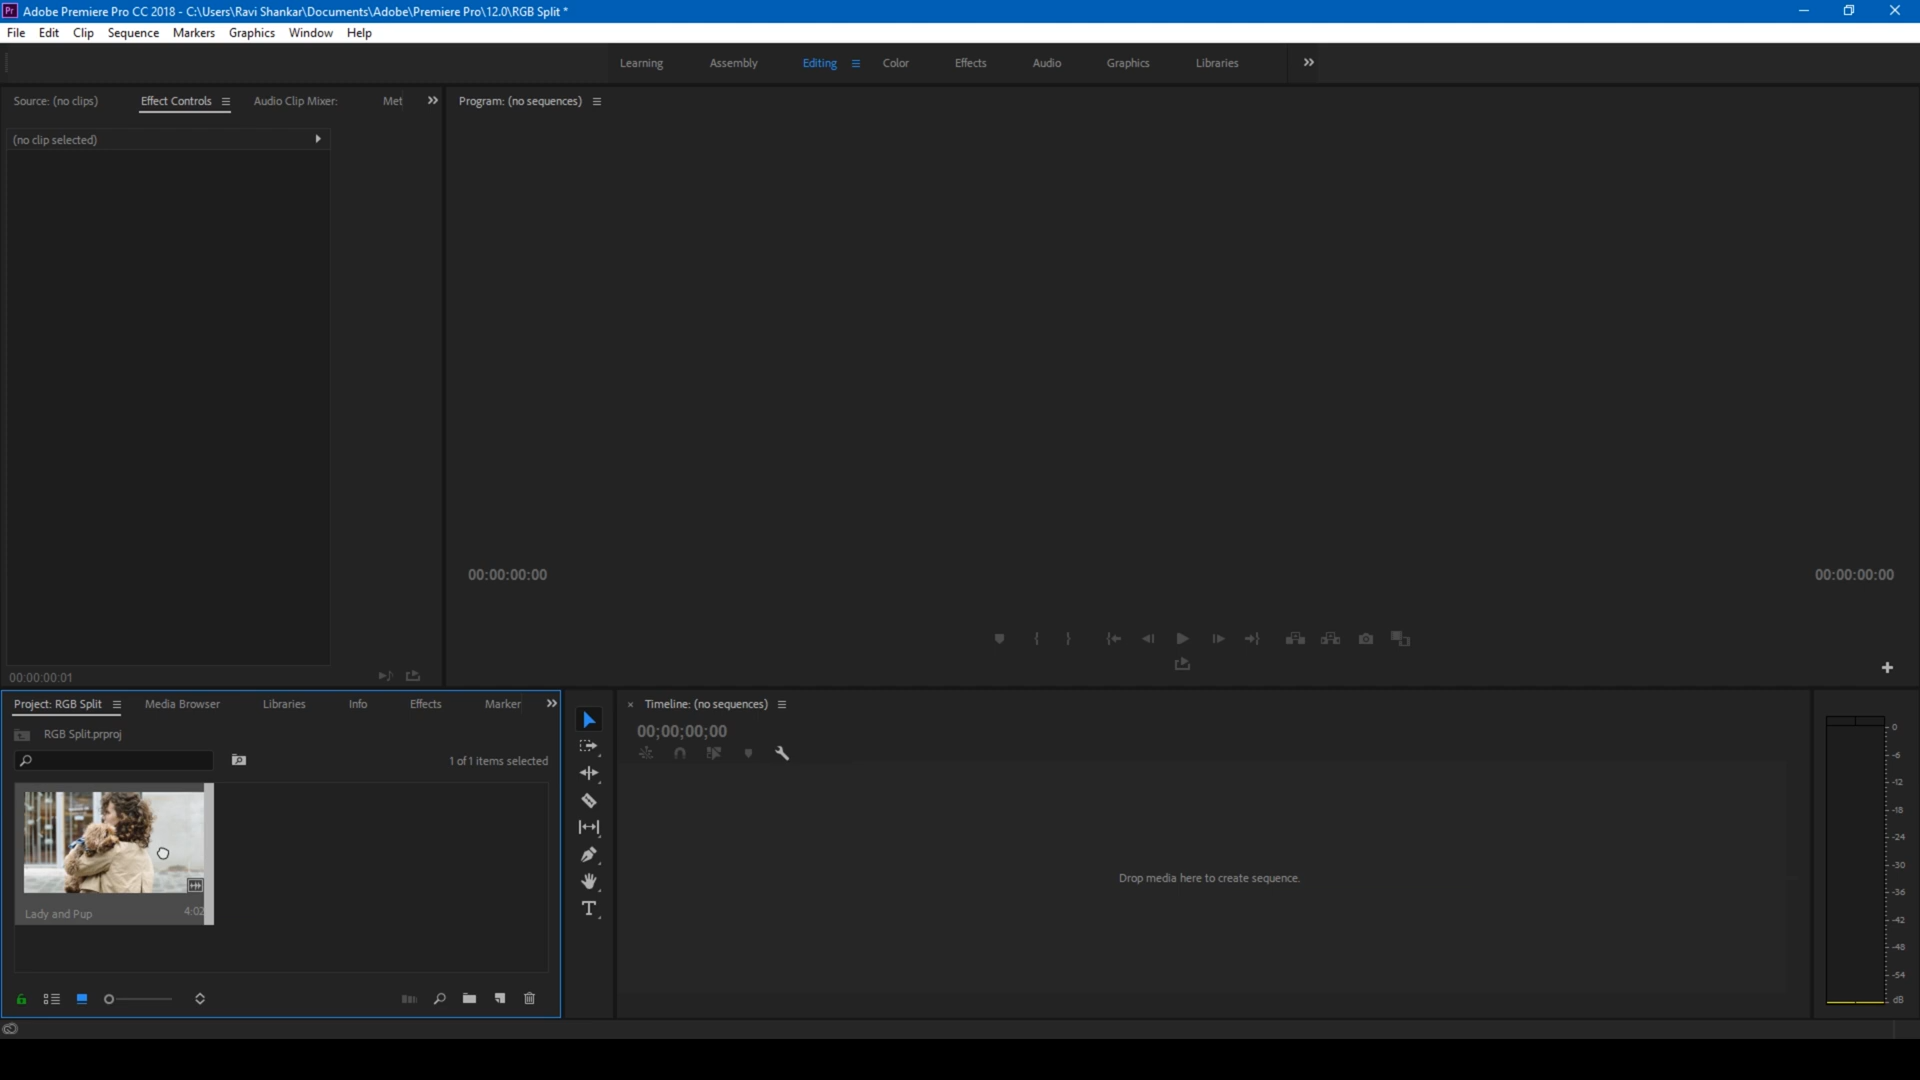 Pr Adobe Premiere Pro CC 2018 - C:\Users\Ravi Shankar\Documents\Adobe\Premiere Pro\12.0\RGB Split *
File Edit Clip Sequence Markers Graphics Window Help
Learning Assembly Editing Color Effects Audio Graphics Libraries
Source: (no clips) Effect Controls Audio Clip Mixer: Met
Program: (no sequences)
(no clip selected)
00:00:00:00 00:00:00:00
00:00:00:01
Project: RGB Split Media Browser Libraries Info Effects Marker
Timeline: (no sequences)
RGB Split.prproj
00;00;00;00
1 of 1 items selected
Lady and Pup 4:02
Drop media here to create sequence.
0
-6
-12
-18
-24
-30
-36
-42
-48
-54
dB